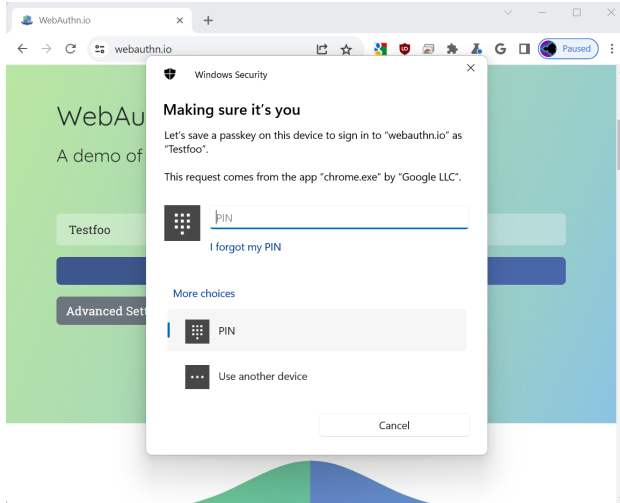 WebAuthn.io
webauthn.io
Paused
Windows Security
WebAu
Making sure it's you
Let's save a passkey on this device to sign in to "webauthn.io" as
"Testfoo".
A demo of
This request comes from the app "chrome.exe" by "Google LLC".
PIN
Testfoo
I forgot my PIN
More choices
Advanced Sett
PIN
Use another device
Cancel